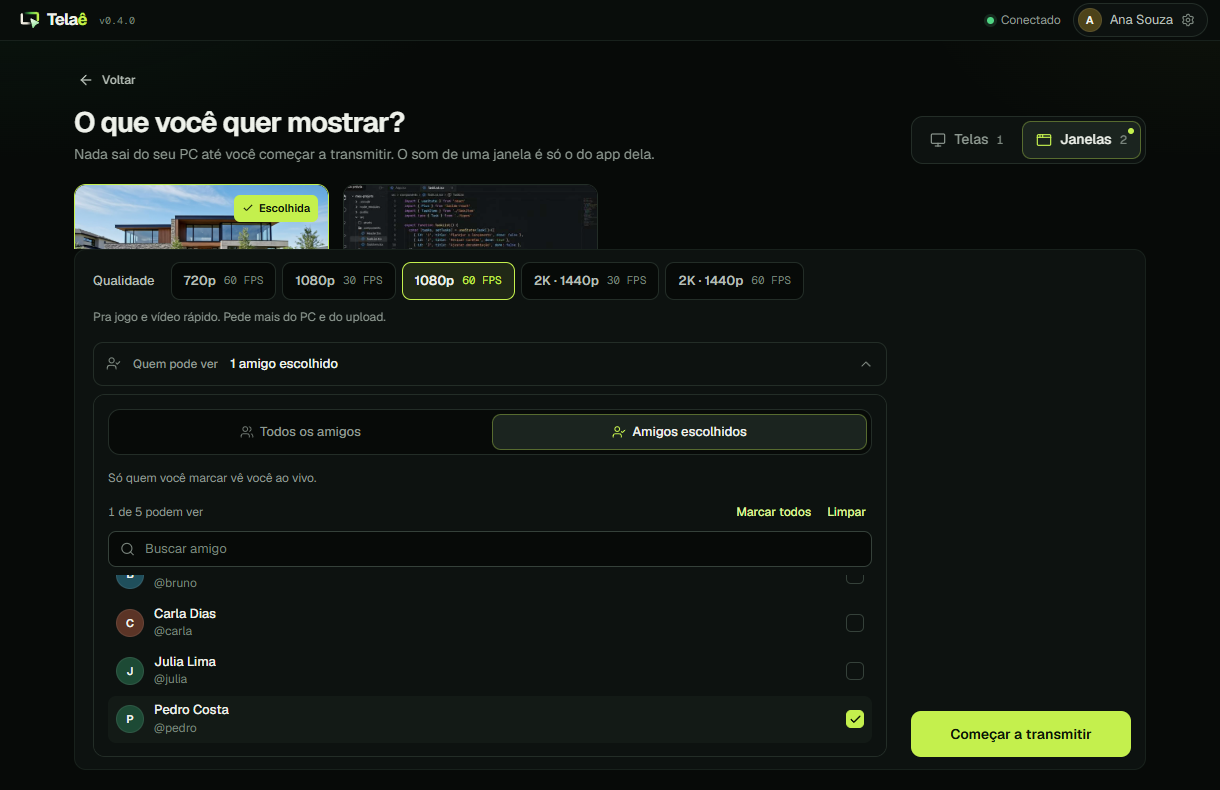 Telaê v0.4.0
Conectado
A Ana Souza
Voltar
O que você quer mostrar?
Nada sai do seu PC até você começar a transmitir. O som de uma janela é só o do app dela.
Telas 1
Janelas 2
Escolhida
Qualidade
720p 60 FPS
1080p 30 FPS
1080p 60 FPS
2K · 1440p 30 FPS
2K · 1440p 60 FPS
Pra jogo e vídeo rápido. Pede mais do PC e do upload.
Quem pode ver 1 amigo escolhido
Todos os amigos
Amigos escolhidos
Só quem você marcar vê você ao vivo.
1 de 5 podem ver
Marcar todos
Limpar
Buscar amigo
@bruno
C
Carla Dias
@carla
J
Julia Lima
@julia
P
Pedro Costa
@pedro
Começar a transmitir